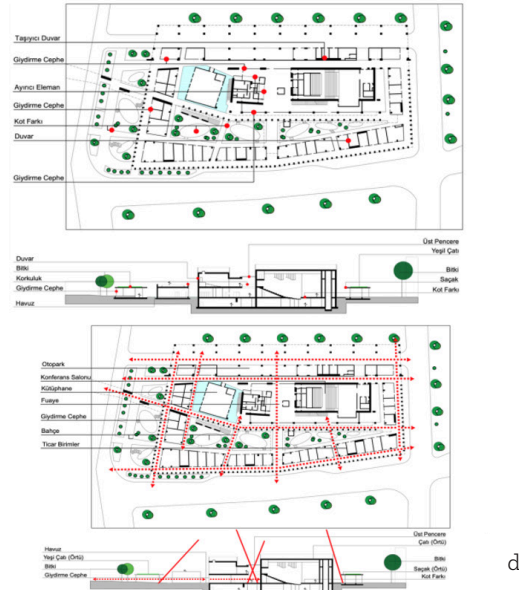 Taşıyıcı Duvar
Giydirme Cephe
Ayırıcı Eleman
Giydirme Cephe
Kot Farkı
Duvar
Giydirme Cephe
Üst Pencere
Yeşil Çatı
Duvar
Bitki
Korkuluk
Giydirme Cephe
Havuz
Bitki
Saçak
Kot Farkı
Otopark
Konferans Salonu
Kütüphane
Fuaye
Giydirme Cephe
Bahçe
Ticar Birimler
Üst Pencere
Çatı (Örtü)
Havuz
Yeşi Çatı (Örtü)
Bitki
Giydirme Cephe
Bitki
Saçak (Örtü)
Kot Farkı
d